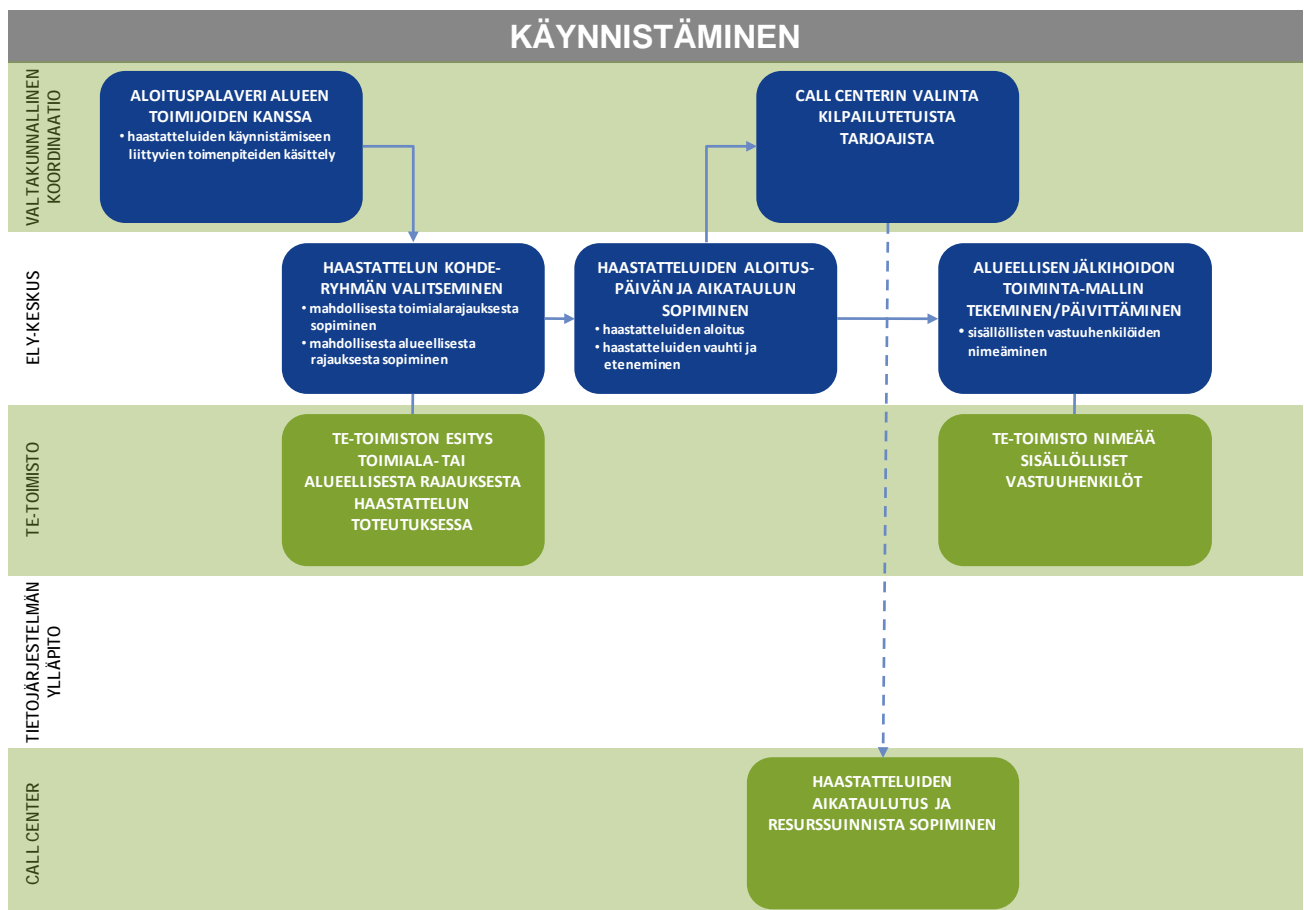 KÄYNNISTÄMINEN
VALTAKUNNALLINEN
KOORDINAATIO
ALOITUSPALAVERI ALUEEN
TOIMIJOIDEN KANSSA
• haastatteluiden käynnistämiseen
liittyvien toimenpiteiden käsittely
CALL CENTERIN VALINTA
KILPAILUTETUISTA
TARJOAJISTA
ELY-KESKUS
HAASTATTELUN KOHDE-
RYHMÄN VALITSEMINEN
• mahdollisesta toimialarajauksesta
sopiminen
• mahdollisesta alueellisesta
rajauksesta sopiminen
HAASTATTELUIDEN ALOITUS-
PÄIVÄN JA AIKATAULUN
SOPIMINEN
• haastatteluiden aloitus
• haastatteluiden vauhti ja
eteneminen
ALUEELLISEN JÄLKIHOIDON
TOIMINTA-MALLIN
TEKEMINEN/PÄIVITTÄMINEN
• sisällöllisten vastuuhenkilöiden
nimeäminen
TE-TOIMISTO
TE-TOIMISTON ESITYS
TOIMIALA- TAI
ALUEELLISESTA RAJAUKSESTA
HAASTATTELUN
TOTEUTUKSESSA
TE-TOIMISTO NIMEÄÄ
SISÄLLÖLLISET
VASTUUHENKILÖT
TIETOJÄRJESTELMÄN
YLLÄPITO
CALL CENTER
HAASTATTELUIDEN
AIKATAULUTUS JA
RESURSSUINNISTA SOPIMINEN